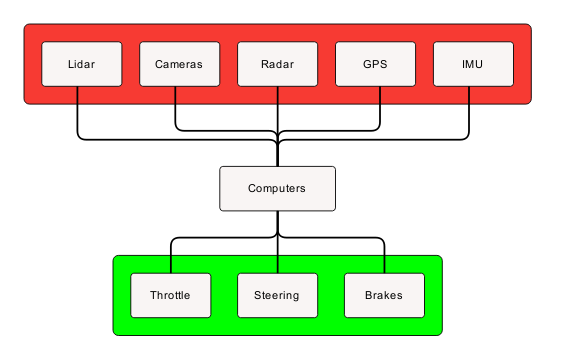 Lidar
Cameras
Radar
GPS
IMU
Computers
Throttle
Steering
Brakes